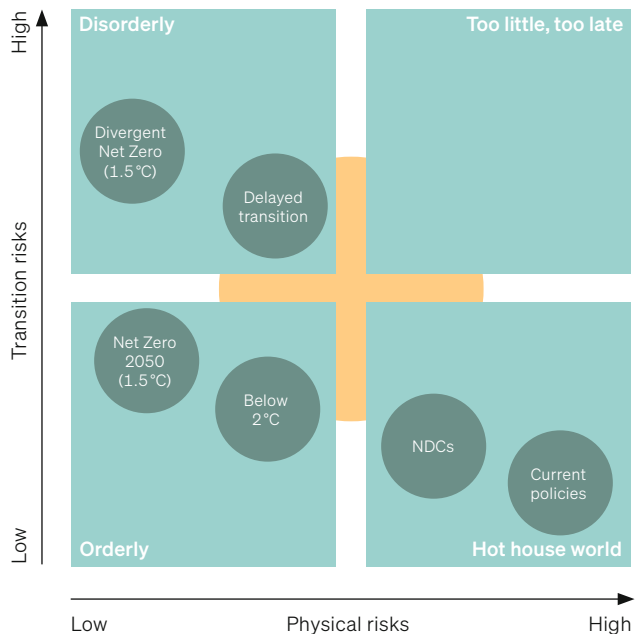 High
Transition risks
Low
Disorderly
Too little, too late
Divergent
Net Zero
(1.5 °C)
Delayed
transition
Net Zero
2050
(1.5 °C)
Below
2 °C
NDCs
Current
policies
Orderly
Hot house world
Low
Physical risks
High